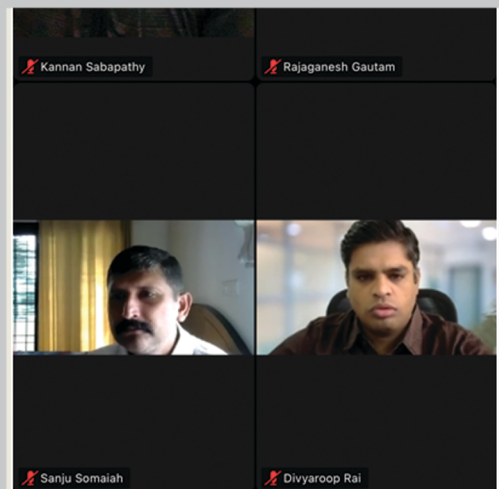 Kannan Sabapathy
Rajaganesh Gautam
Sanju Somaiah
Divyaroop Rai